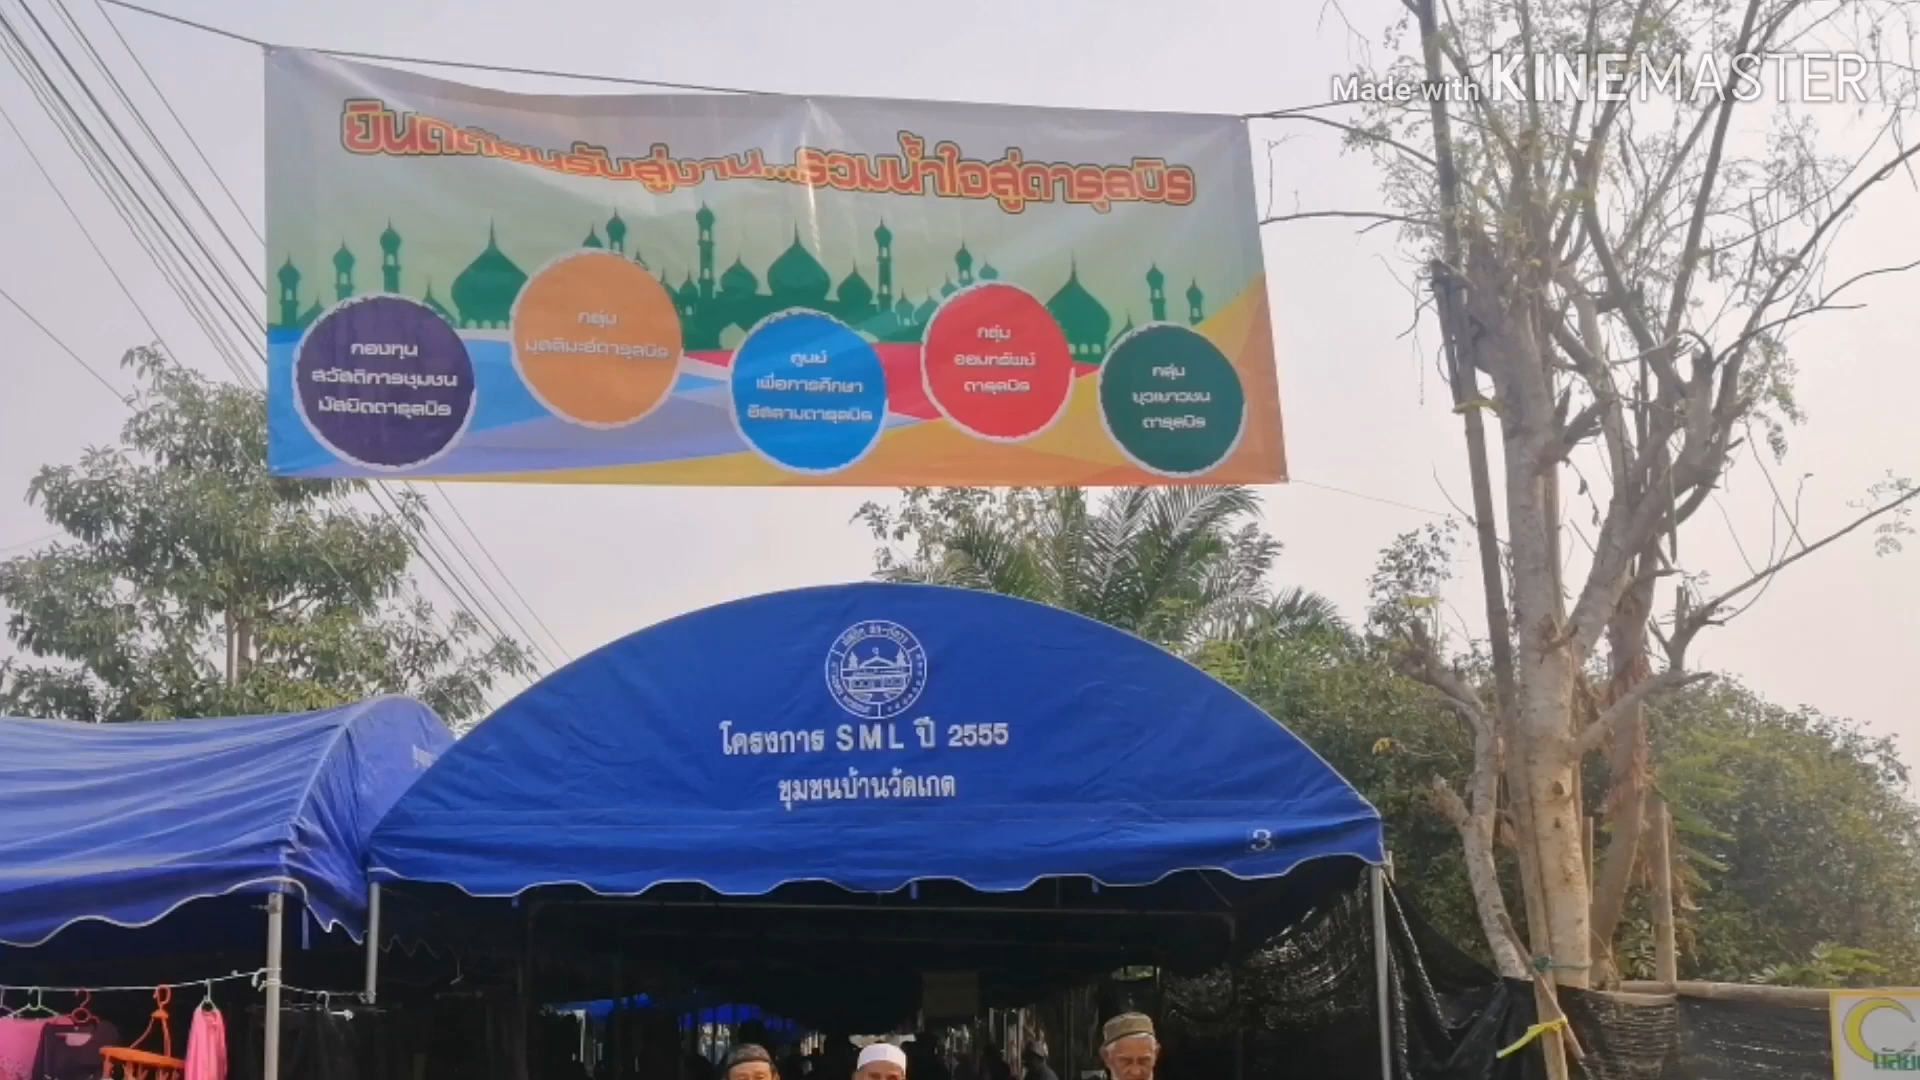 Made with KINEMASTER
ยินดีต้อนรับสู่งาน...รวมน้ำใจสู่ดารุลบิร
กองทุน
สวัสดิการชุมชน
มัสยิดดารุลบิร
กลุ่ม
มุสลิมะฮ์ดารุลบิร
ศูนย์
เพื่อการศึกษา
อิสลามดารุลบิร
กลุ่ม
ออมทรัพย์
ดารุลบิร
กลุ่ม
ยุวเยาวชน
ดารุลบิร
โครงการ SML ปี 2555
ชุมชนบ้านวัดเกต
3